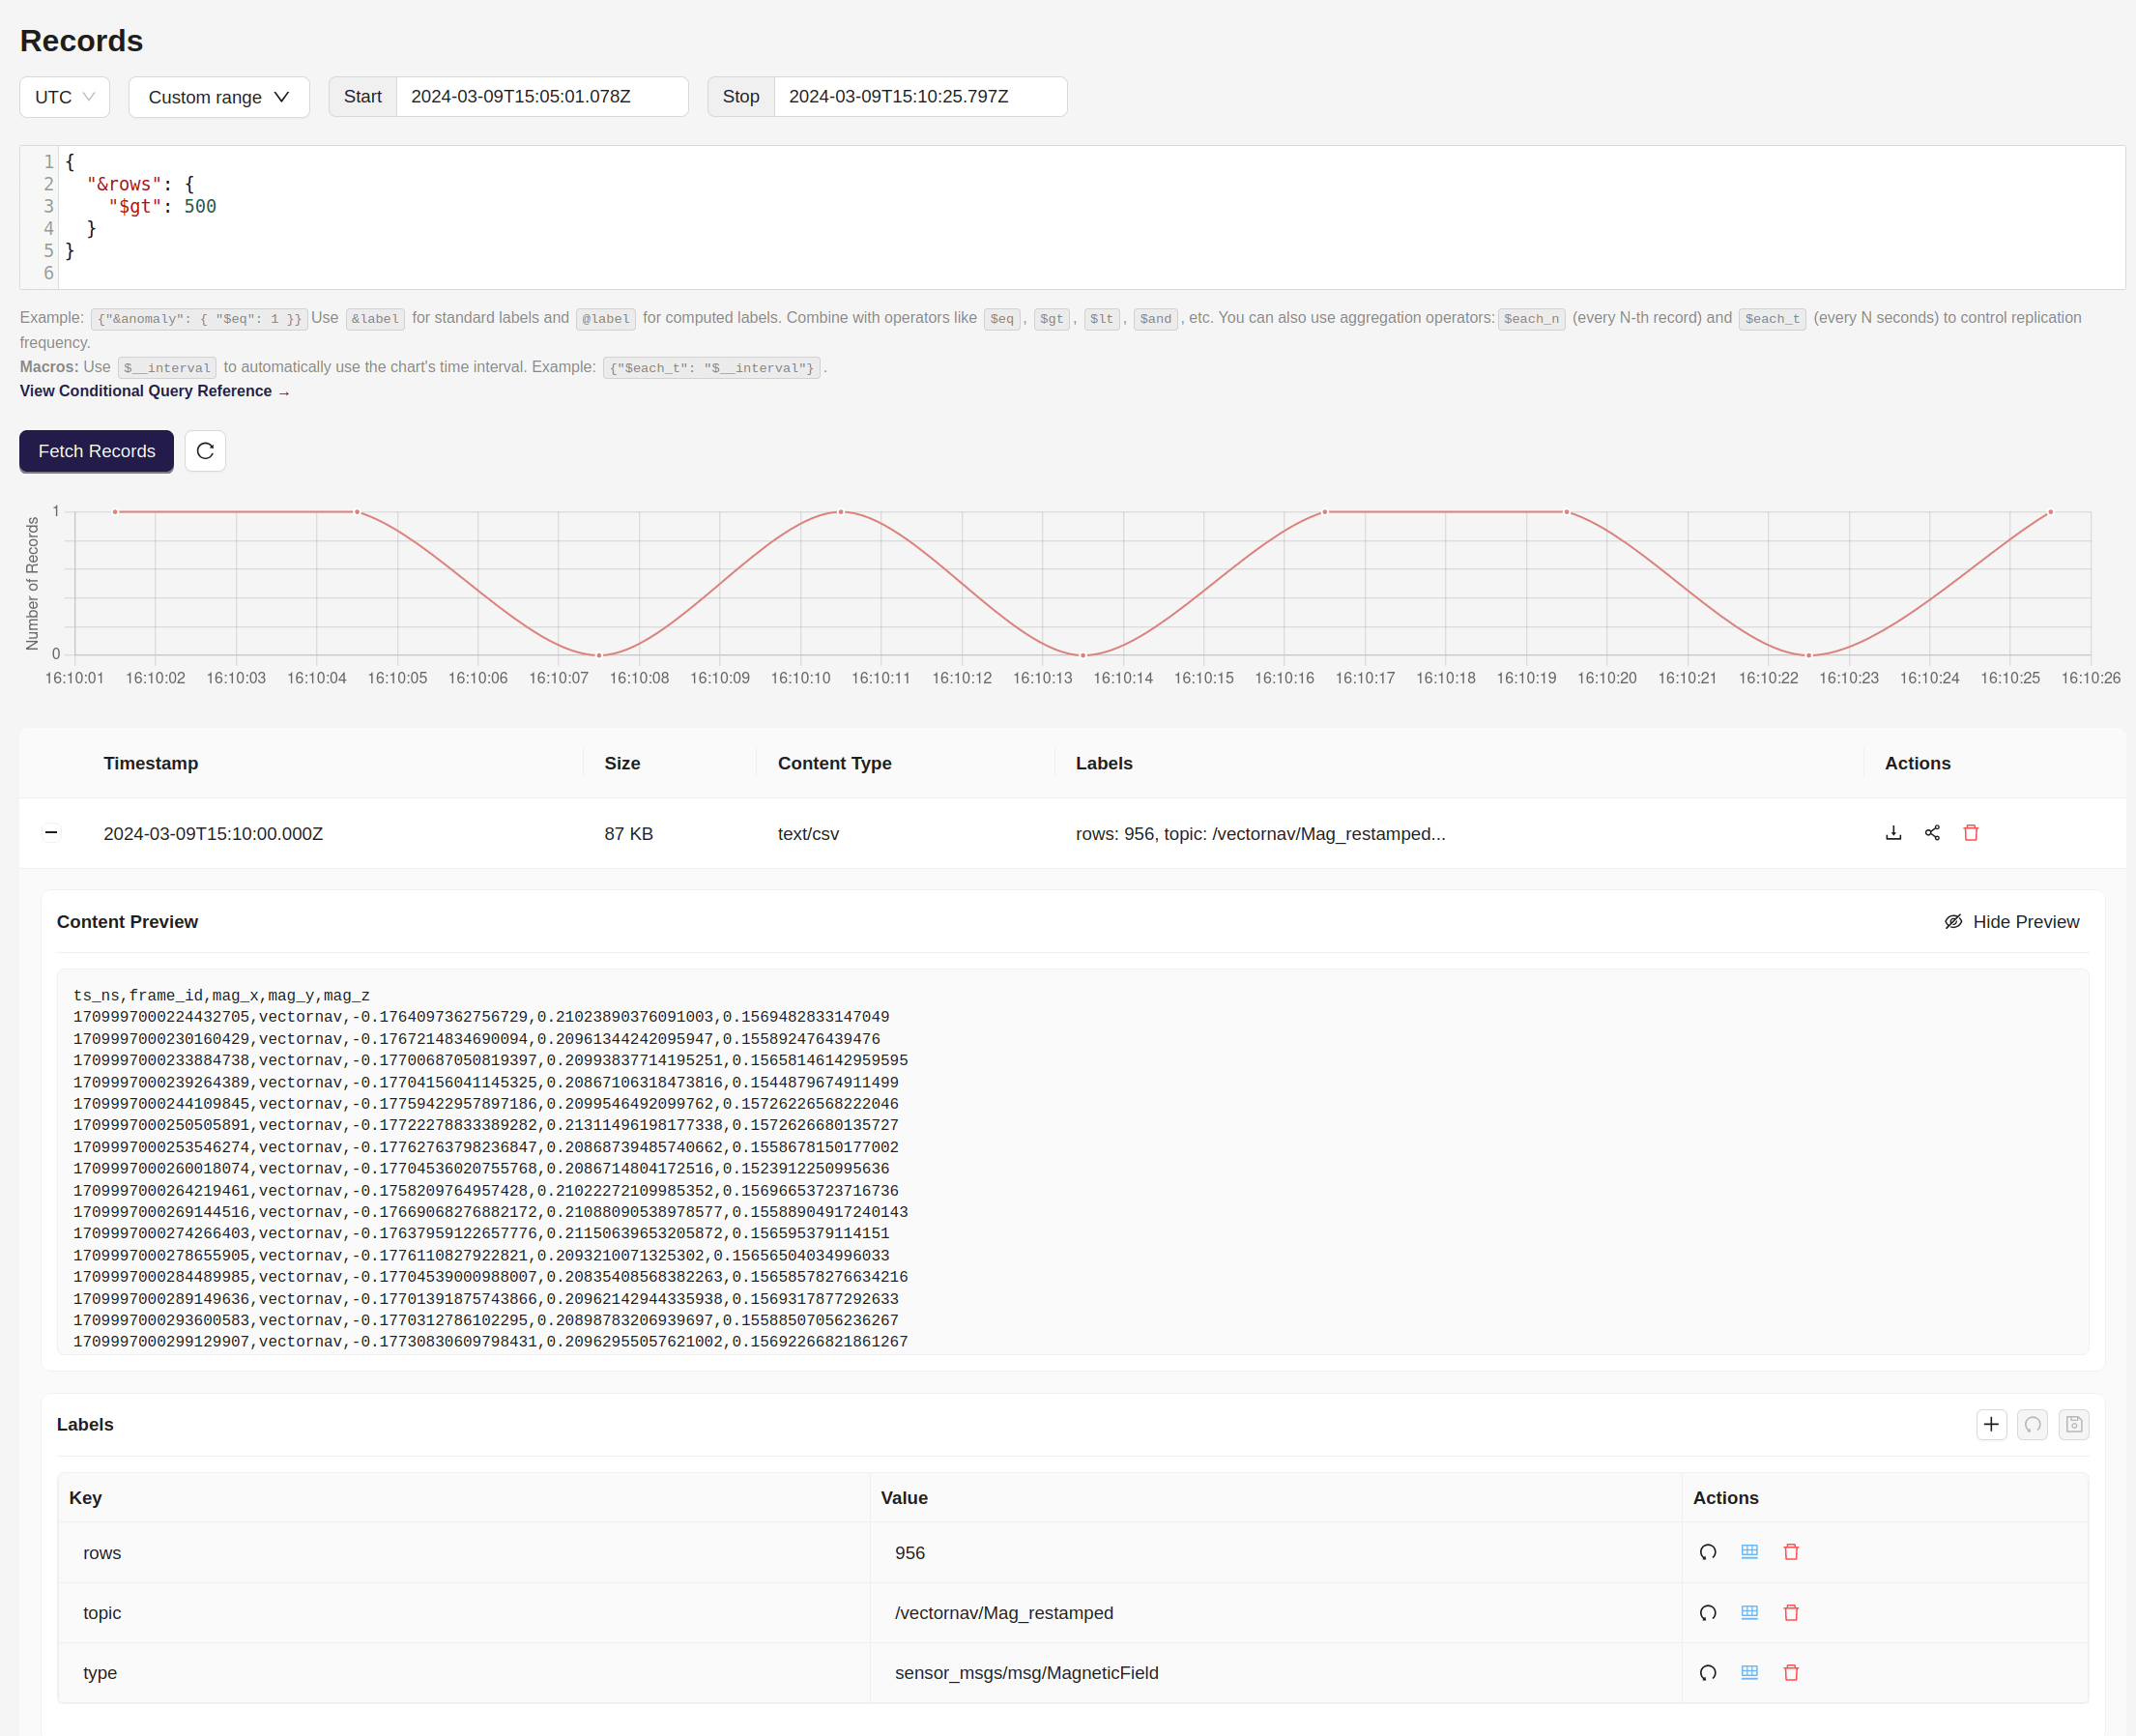 Records
UTC Custom range Start 2024-03-09T15:05:01.078Z Stop 2024-03-09T15:10:25.797Z
1 {
2 "&rows": {
3 "$gt": 500
4 }
5 }
6
Example: {"&anomaly": { "$eq": 1 }} Use &label for standard labels and @label for computed labels. Combine with operators like $eq, $gt, $lt, $and, etc. You can also use aggregation operators: $each_n (every N-th record) and $each_t (every N seconds) to control replication
frequency.
Macros: Use $__interval to automatically use the chart's time interval. Example: {"$each_t": "$__interval"}.
View Conditional Query Reference →
Fetch Records
Number of Records
1
0
16:10:01 16:10:02 16:10:03 16:10:04 16:10:05 16:10:06 16:10:07 16:10:08 16:10:09 16:10:10 16:10:11 16:10:12 16:10:13 16:10:14 16:10:15 16:10:16 16:10:17 16:10:18 16:10:19 16:10:20 16:10:21 16:10:22 16:10:23 16:10:24 16:10:25 16:10:26
Timestamp Size Content Type Labels Actions
2024-03-09T15:10:00.000Z 87 KB text/csv rows: 956, topic: /vectornav/Mag_restamped...
Content Preview Hide Preview
ts_ns,frame_id,mag_x,mag_y,mag_z
1709997000224432705,vectornav,-0.1764097362756729,0.21023890376091003,0.1569482833147049
1709997000230160429,vectornav,-0.1767214834690094,0.20961344242095947,0.155892476439476
1709997000233884738,vectornav,-0.17700687050819397,0.20993837714195251,0.15658146142959595
1709997000239264389,vectornav,-0.17704156041145325,0.20867106318473816,0.1544879674911499
1709997000244109845,vectornav,-0.17759422957897186,0.2099546492099762,0.15726226568222046
1709997000250505891,vectornav,-0.17722278833389282,0.21311496198177338,0.1572626680135727
1709997000253546274,vectornav,-0.17762763798236847,0.20868739485740662,0.1558678150177002
1709997000260018074,vectornav,-0.17704536020755768,0.2086714804172516,0.1523912250995636
1709997000264219461,vectornav,-0.1758209764957428,0.21022272109985352,0.15696653723716736
1709997000269144516,vectornav,-0.17669068276882172,0.21088090538978577,0.15588904917240143
1709997000274266403,vectornav,-0.17637959122657776,0.21150639653205872,0.156595379114151
1709997000278655905,vectornav,-0.1776110827922821,0.2093210071325302,0.15656504034996033
1709997000284489985,vectornav,-0.17704539000988007,0.20835408568382263,0.15658578276634216
1709997000289149636,vectornav,-0.17701391875743866,0.20962142944335938,0.1569317877292633
1709997000293600583,vectornav,-0.1770312786102295,0.20898783206939697,0.15588507056236267
1709997000299129907,vectornav,-0.17730830609798431,0.20962955057621002,0.15692266821861267
Labels
Key Value Actions
rows 956
topic /vectornav/Mag_restamped
type sensor_msgs/msg/MagneticField